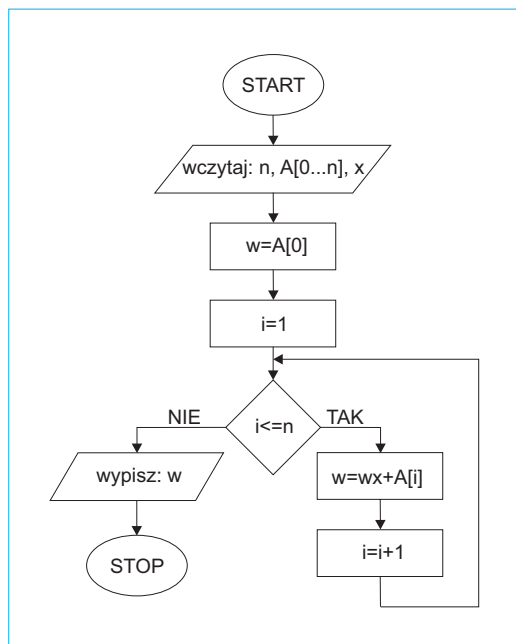 START
wczytaj: n, A[0...n], x
w=A[0]
i=1
NIE
i<=n
TAK
wypisz: w
w=wx+A[i]
STOP
i=i+1